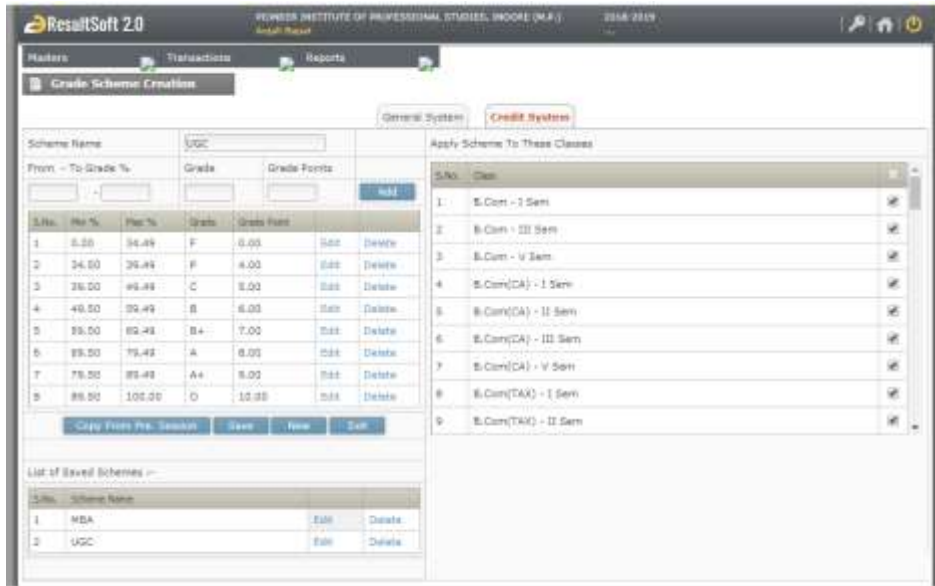 ResaltSoft 2.0
PIONEER INSTITUTE OF PROFESSIONAL STUDIES, INDORE (M.P.)
2018-2019
Masters Transactions Reports
Grade Scheme Creation
General System Credit System
Scheme Name UGC
From - To Grade % Grade Grade Points
Add
S.No. Min % Max % Grade Grade Point
1 0.00 34.49 F 0.00 Edit Delete
2 34.50 39.49 P 4.00 Edit Delete
3 39.50 49.49 C 5.00 Edit Delete
4 49.50 59.49 B 6.00 Edit Delete
5 59.50 69.49 B+ 7.00 Edit Delete
6 69.50 79.49 A 8.00 Edit Delete
7 79.50 89.49 A+ 9.00 Edit Delete
8 89.50 100.00 O 10.00 Edit Delete
Copy From Pre. Session Save New Exit
List of Saved Schemes :-
S.No. Scheme Name
1 MBA Edit Delete
2 UGC Edit Delete
Apply Scheme To These Classes
S.No. Class
1 B.Com - I Sem
2 B.Com - III Sem
3 B.Com - V Sem
4 B.Com(CA) - I Sem
5 B.Com(CA) - II Sem
6 B.Com(CA) - III Sem
7 B.Com(CA) - V Sem
8 B.Com(TAX) - I Sem
9 B.Com(TAX) - II Sem